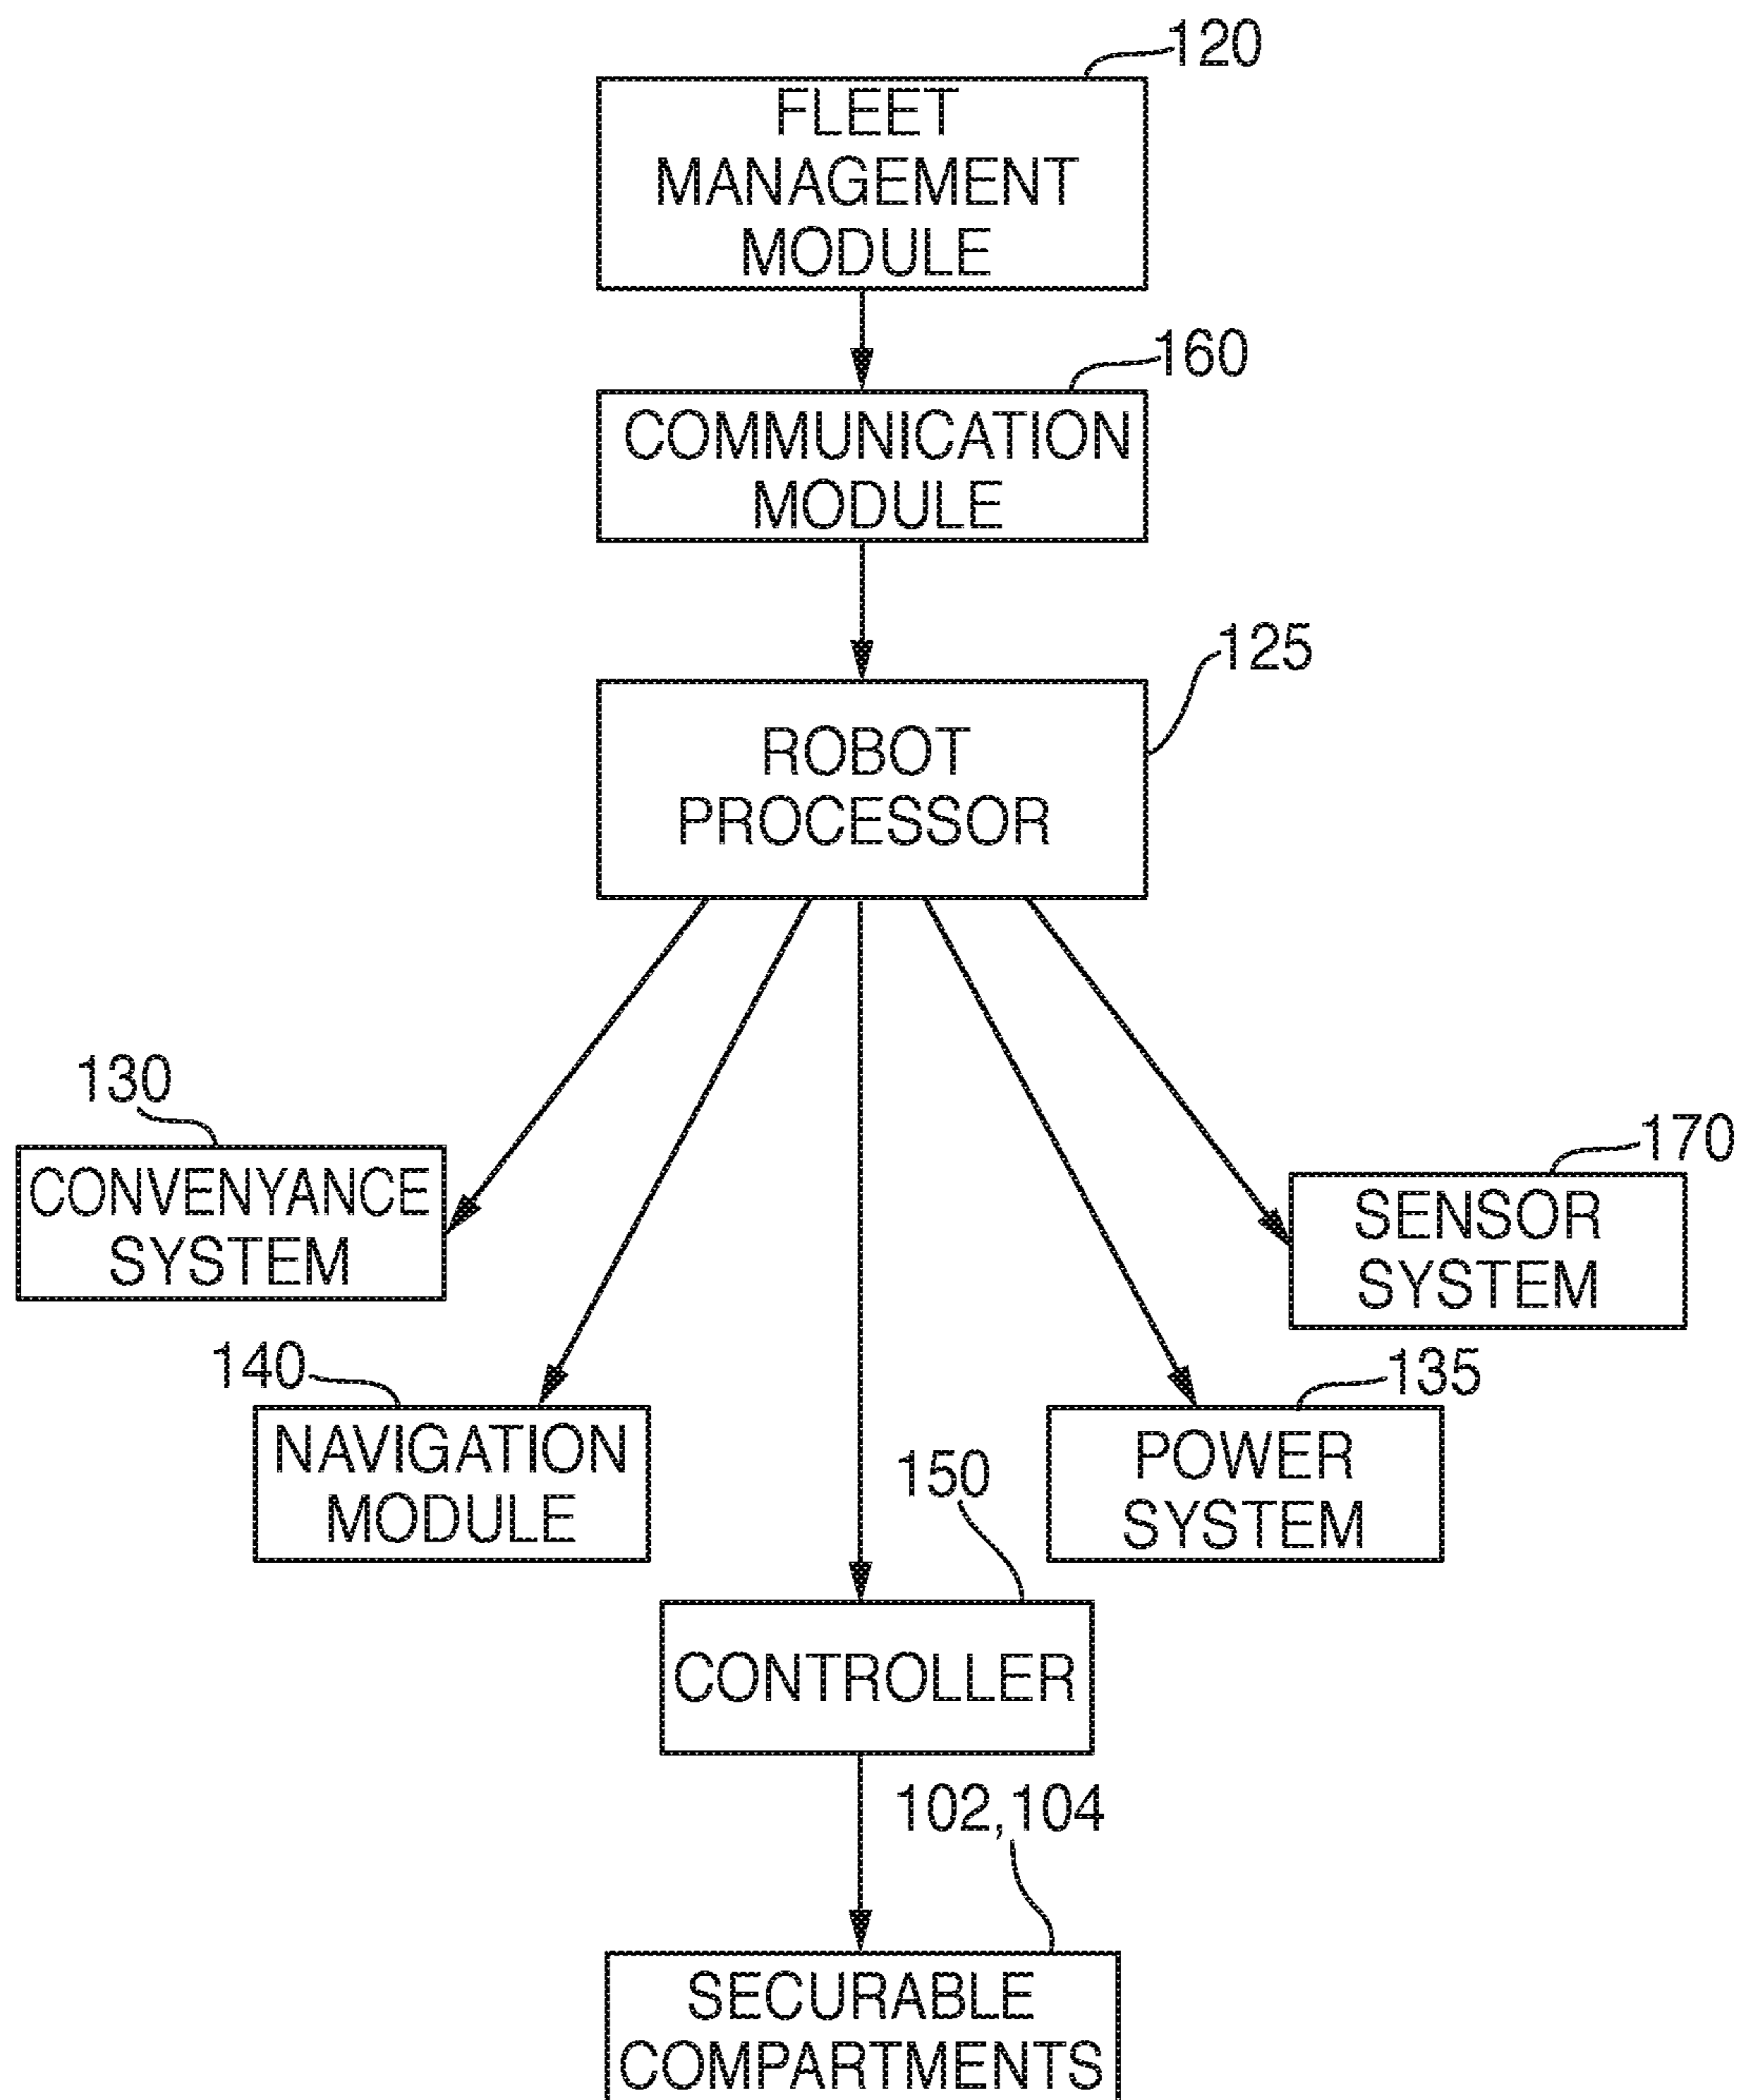 120
FLEET
MANAGEMENT
MODULE
160
COMMUNICATION
MODULE
125
ROBOT
PROCESSOR
130
CONVENYANCE
SYSTEM
170
SENSOR
SYSTEM
140
NAVIGATION
MODULE
135
POWER
SYSTEM
150
CONTROLLER
102,104
SECURABLE
COMPARTMENTS